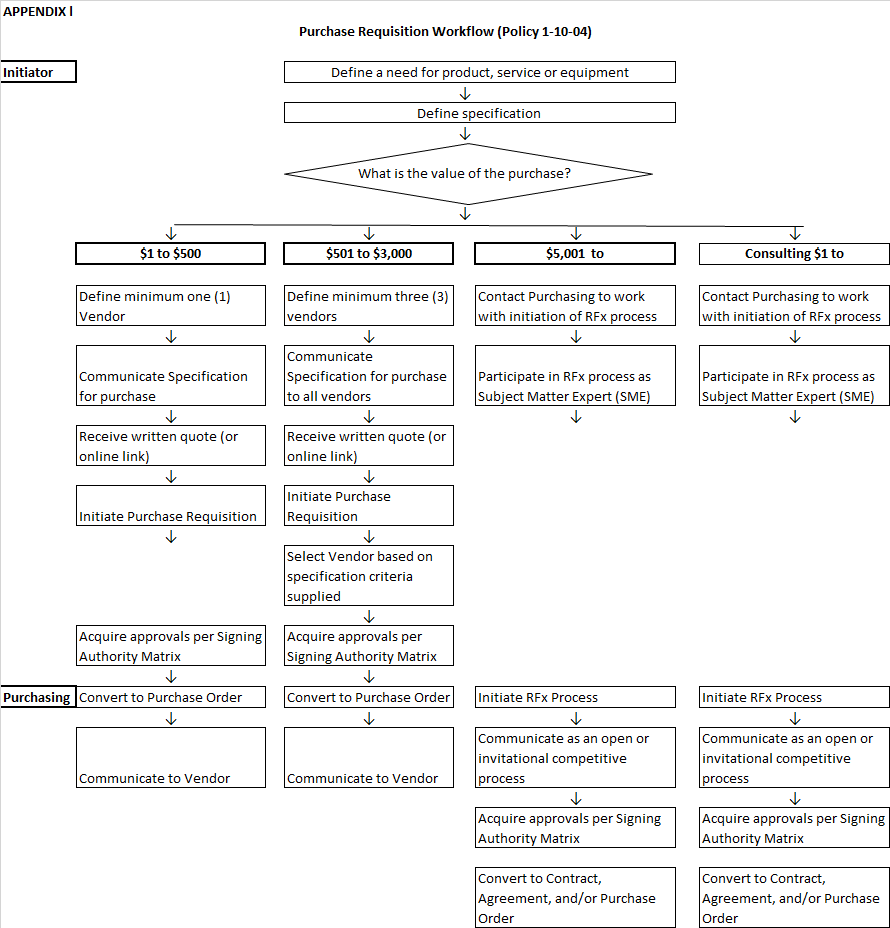 APPENDIX I
Purchase Requisition Workflow (Policy 1-10-04)
Initiator
Define a need for product, service or equipment
Define specification
What is the value of the purchase?
$1 to $500
$501 to $3,000
$5,001 to
Consulting $1 to
Define minimum one (1)
Vendor
Define minimum three (3)
vendors
Contact Purchasing to work
with initiation of RFx process
Contact Purchasing to work
with initiation of RFx process
Communicate Specification
for purchase
Communicate
Specification for purchase
to all vendors
Participate in RFx process as
Subject Matter Expert (SME)
Participate in RFx process as
Subject Matter Expert (SME)
Receive written quote (or
online link)
Receive written quote (or
online link)
Initiate Purchase Requisition
Initiate Purchase
Requisition
Select Vendor based on
specification criteria
supplied
Acquire approvals per Signing
Authority Matrix
Acquire approvals per
Signing Authority Matrix
Purchasing
Convert to Purchase Order
Convert to Purchase Order
Initiate RFx Process
Initiate RFx Process
Communicate to Vendor
Communicate to Vendor
Communicate as an open or
invitational competitive
process
Communicate as an open or
invitational competitive
process
Acquire approvals per Signing
Authority Matrix
Acquire approvals per Signing
Authority Matrix
Convert to Contract,
Agreement, and/or Purchase
Order
Convert to Contract,
Agreement, and/or Purchase
Order